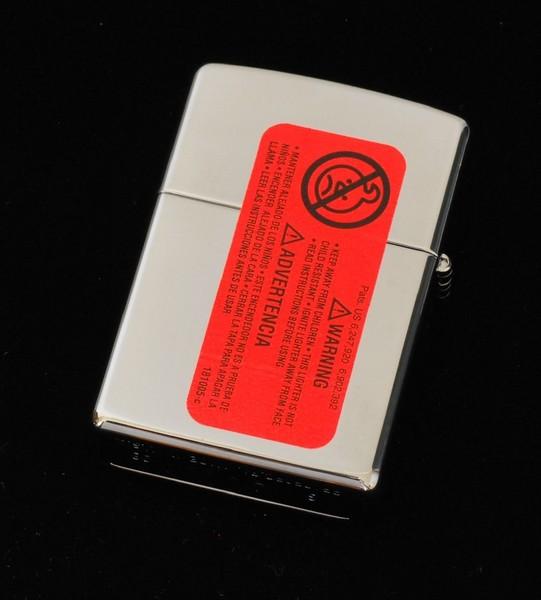 Pats. US 6,247,920 6,902,392
⚠ WARNING
• KEEP AWAY FROM CHILDREN • THIS LIGHTER IS NOT
CHILD RESISTANT • IGNITE LIGHTER AWAY FROM FACE
• READ INSTRUCTIONS BEFORE USING
⚠ ADVERTENCIA
• MANTENER ALEJADO DE LOS NIÑOS • ESTE ENCENDEDOR NO ES A PRUEBA DE
NIÑOS • ENCENDER ALEJADO DE LA CARA • CERRAR LA TAPA PARA APAGAR LA
LLAMA • LEER LAS INSTRUCCIONES ANTES DE USAR
181005-c